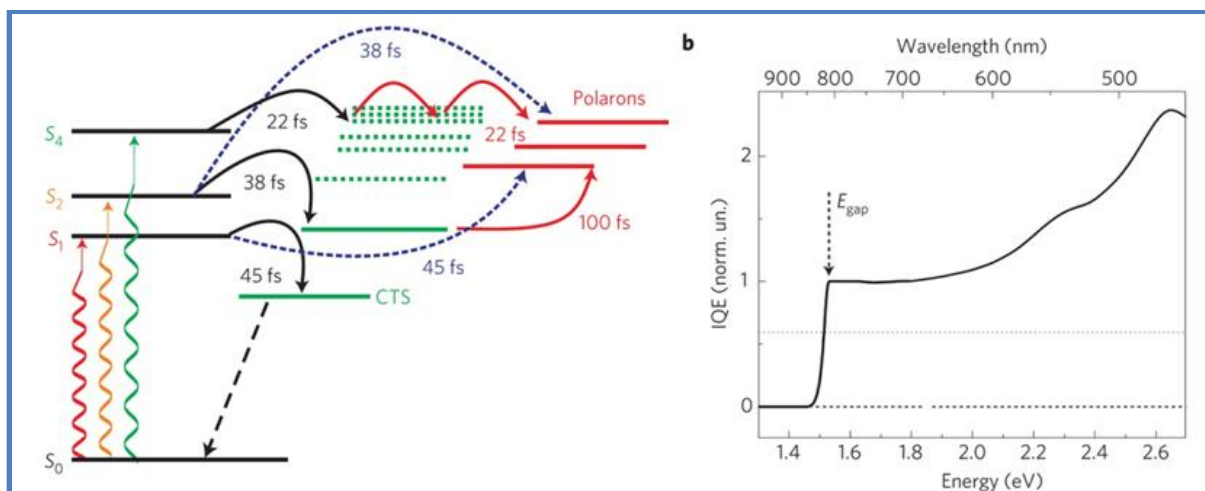 38 fs
Polarons
22 fs
22 fs
S4
38 fs
S2
100 fs
S1
45 fs
45 fs
CTS
S0
b
Wavelength (nm)
900 800 700 600 500
2
Egap
IQE (norm. un.)
1
0
1.4 1.6 1.8 2.0 2.2 2.4 2.6
Energy (eV)